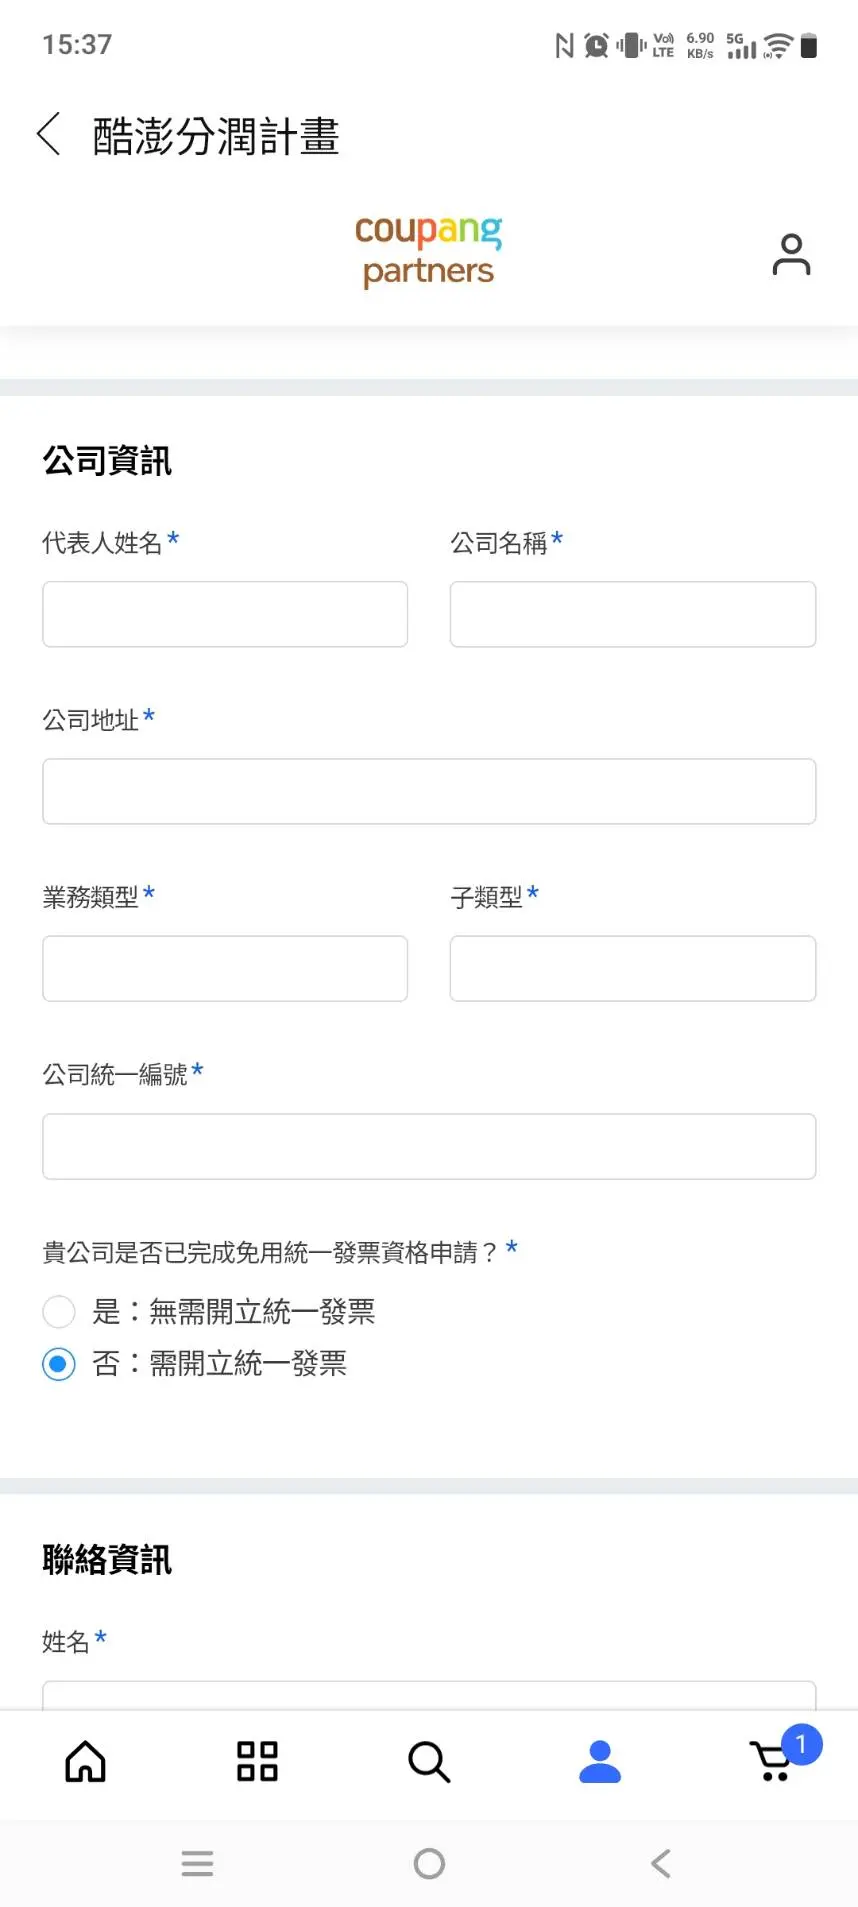 15:37
Vo) LTE 6.90 KB/s 5G
酷澎分潤計畫
coupang
partners
公司資訊
代表人姓名* 公司名稱*
公司地址*
業務類型* 子類型*
公司統一編號*
貴公司是否已完成免用統一發票資格申請？*
是：無需開立統一發票
否：需開立統一發票
聯絡資訊
姓名*
1